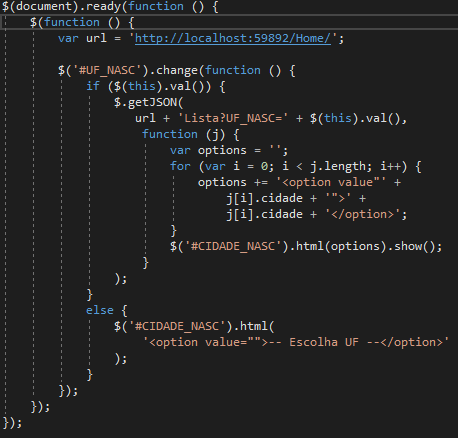 $(document).ready(function () {
$(function () {
var url = 'http://localhost:59892/Home/';
$('#UF_NASC').change(function () {
if ($(this).val()) {
$.getJSON(
url + 'Lista?UF_NASC=' + $(this).val(),
function (j) {
var options = '';
for (var i = 0; i < j.length; i++) {
options += '<option value"' +
j[i].cidade + '">' +
j[i].cidade + '</option>';
}
$('#CIDADE_NASC').html(options).show();
}
);
}
else {
$('#CIDADE_NASC').html(
'<option value="">-- Escolha UF --</option>'
);
}
});
});
});